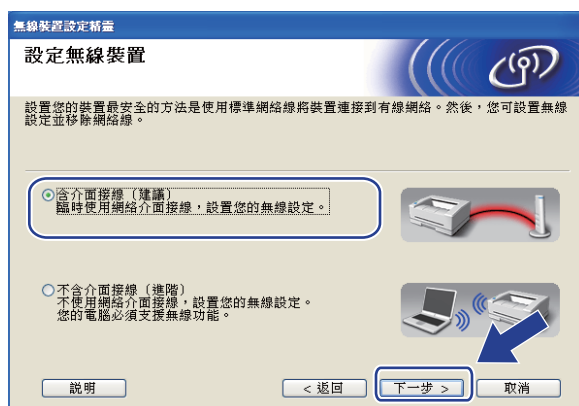 無線裝置設定精靈
設定無線裝置
設置您的裝置最安全的方法是使用標準網絡線將裝置連接到有線網絡。然後，您可設置無線
設定並移除網絡線。
含介面接線（建議）
臨時使用網絡介面接線，設置您的無線設定。
不含介面接線（進階）
不使用網絡介面接線，設置您的無線設定。
您的電腦必須支援無線功能。
說明
< 返回
下一步 >
取消